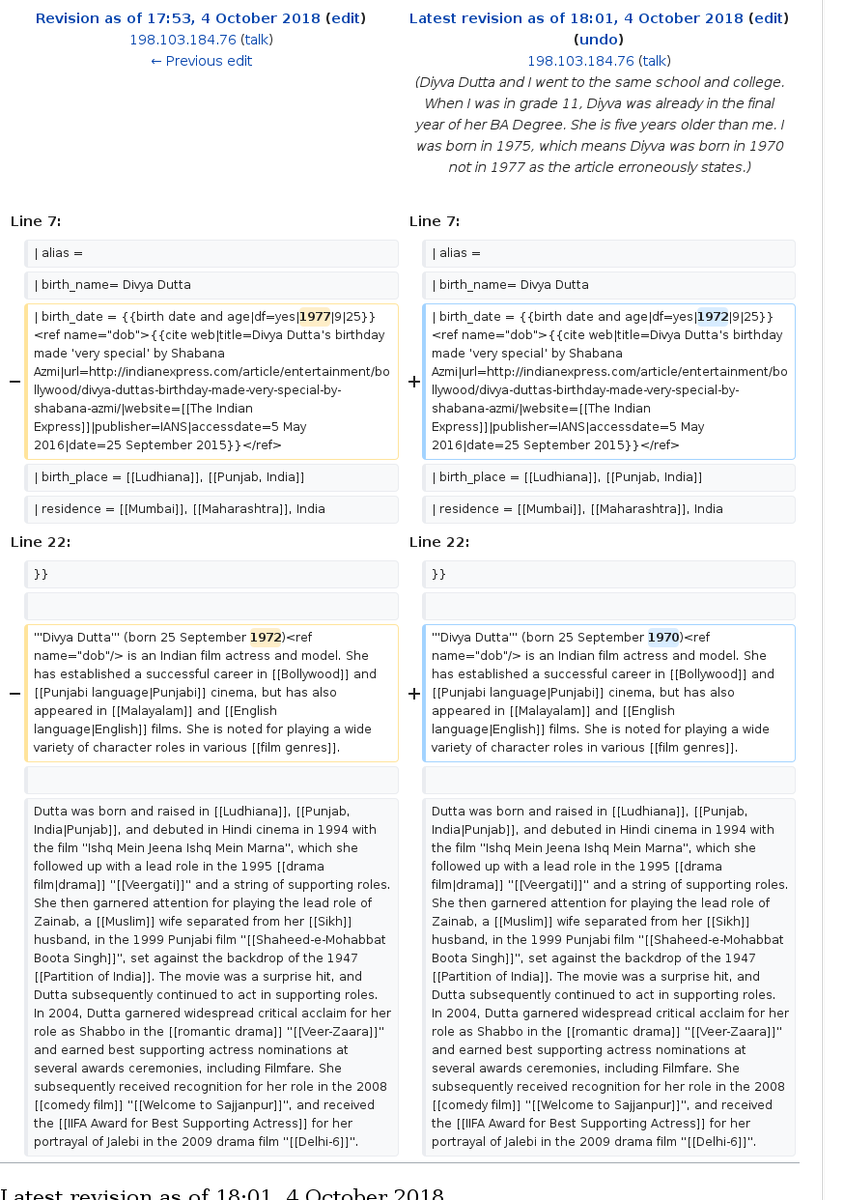 Revision as of 17:53, 4 October 2018 (edit)
198.103.184.76 (talk)
← Previous edit
Latest revision as of 18:01, 4 October 2018 (edit)
(undo)
198.103.184.76 (talk)
(Diyva Dutta and I went to the same school and college.
When I was in grade 11, Diyva was already in the final
year of her BA Degree. She is five years older than me. I
was born in 1975, which means Diyva was born in 1970
not in 1977 as the article erroneously states.)
Line 7:
| alias =
| birth_name= Divya Dutta
− | birth_date = {{birth date and age|df=yes|1977|9|25}}
<ref name="dob">{{cite web|title=Divya Dutta's birthday
made 'very special' by Shabana
Azmi|url=http://indianexpress.com/article/entertainment/bo
llywood/divya-duttas-birthday-made-very-special-by-
shabana-azmi/|website=[[The Indian
Express]]|publisher=IANS|accessdate=5 May
2016|date=25 September 2015}}</ref>
| birth_place = [[Ludhiana]], [[Punjab, India]]
| residence = [[Mumbai]], [[Maharashtra]], India
Line 7:
| alias =
| birth_name= Divya Dutta
+ | birth_date = {{birth date and age|df=yes|1972|9|25}}
<ref name="dob">{{cite web|title=Divya Dutta's birthday
made 'very special' by Shabana
Azmi|url=http://indianexpress.com/article/entertainment/bo
llywood/divya-duttas-birthday-made-very-special-by-
shabana-azmi/|website=[[The Indian
Express]]|publisher=IANS|accessdate=5 May
2016|date=25 September 2015}}</ref>
| birth_place = [[Ludhiana]], [[Punjab, India]]
| residence = [[Mumbai]], [[Maharashtra]], India
Line 22:
}}
− '''Divya Dutta''' (born 25 September 1972)<ref
name="dob"/> is an Indian film actress and model. She
has established a successful career in [[Bollywood]] and
[[Punjabi language|Punjabi]] cinema, but has also
appeared in [[Malayalam]] and [[English
language|English]] films. She is noted for playing a wide
variety of character roles in various [[film genres]].
Dutta was born and raised in [[Ludhiana]], [[Punjab,
India|Punjab]], and debuted in Hindi cinema in 1994 with
the film ''Ishq Mein Jeena Ishq Mein Marna'', which she
followed up with a lead role in the 1995 [[drama
film|drama]] ''[[Veergati]]'' and a string of supporting roles.
She then garnered attention for playing the lead role of
Zainab, a [[Muslim]] wife separated from her [[Sikh]]
husband, in the 1999 Punjabi film ''[[Shaheed-e-Mohabbat
Boota Singh]]'', set against the backdrop of the 1947
[[Partition of India]]. The movie was a surprise hit, and
Dutta subsequently continued to act in supporting roles.
In 2004, Dutta garnered widespread critical acclaim for her
role as Shabbo in the [[romantic drama]] ''[[Veer-Zaara]]''
and earned best supporting actress nominations at
several awards ceremonies, including Filmfare. She
subsequently received recognition for her role in the 2008
[[comedy film]] ''[[Welcome to Sajjanpur]]'', and received
the [[IIFA Award for Best Supporting Actress]] for her
portrayal of Jalebi in the 2009 drama film ''[[Delhi-6]]''.
Line 22:
}}
+ '''Divya Dutta''' (born 25 September 1970)<ref
name="dob"/> is an Indian film actress and model. She
has established a successful career in [[Bollywood]] and
[[Punjabi language|Punjabi]] cinema, but has also
appeared in [[Malayalam]] and [[English
language|English]] films. She is noted for playing a wide
variety of character roles in various [[film genres]].
Dutta was born and raised in [[Ludhiana]], [[Punjab,
India|Punjab]], and debuted in Hindi cinema in 1994 with
the film ''Ishq Mein Jeena Ishq Mein Marna'', which she
followed up with a lead role in the 1995 [[drama
film|drama]] ''[[Veergati]]'' and a string of supporting roles.
She then garnered attention for playing the lead role of
Zainab, a [[Muslim]] wife separated from her [[Sikh]]
husband, in the 1999 Punjabi film ''[[Shaheed-e-Mohabbat
Boota Singh]]'', set against the backdrop of the 1947
[[Partition of India]]. The movie was a surprise hit, and
Dutta subsequently continued to act in supporting roles.
In 2004, Dutta garnered widespread critical acclaim for her
role as Shabbo in the [[romantic drama]] ''[[Veer-Zaara]]''
and earned best supporting actress nominations at
several awards ceremonies, including Filmfare. She
subsequently received recognition for her role in the 2008
[[comedy film]] ''[[Welcome to Sajjanpur]]'', and received
the [[IIFA Award for Best Supporting Actress]] for her
portrayal of Jalebi in the 2009 drama film ''[[Delhi-6]]''.
Latest revision as of 18:01, 4 October 2018